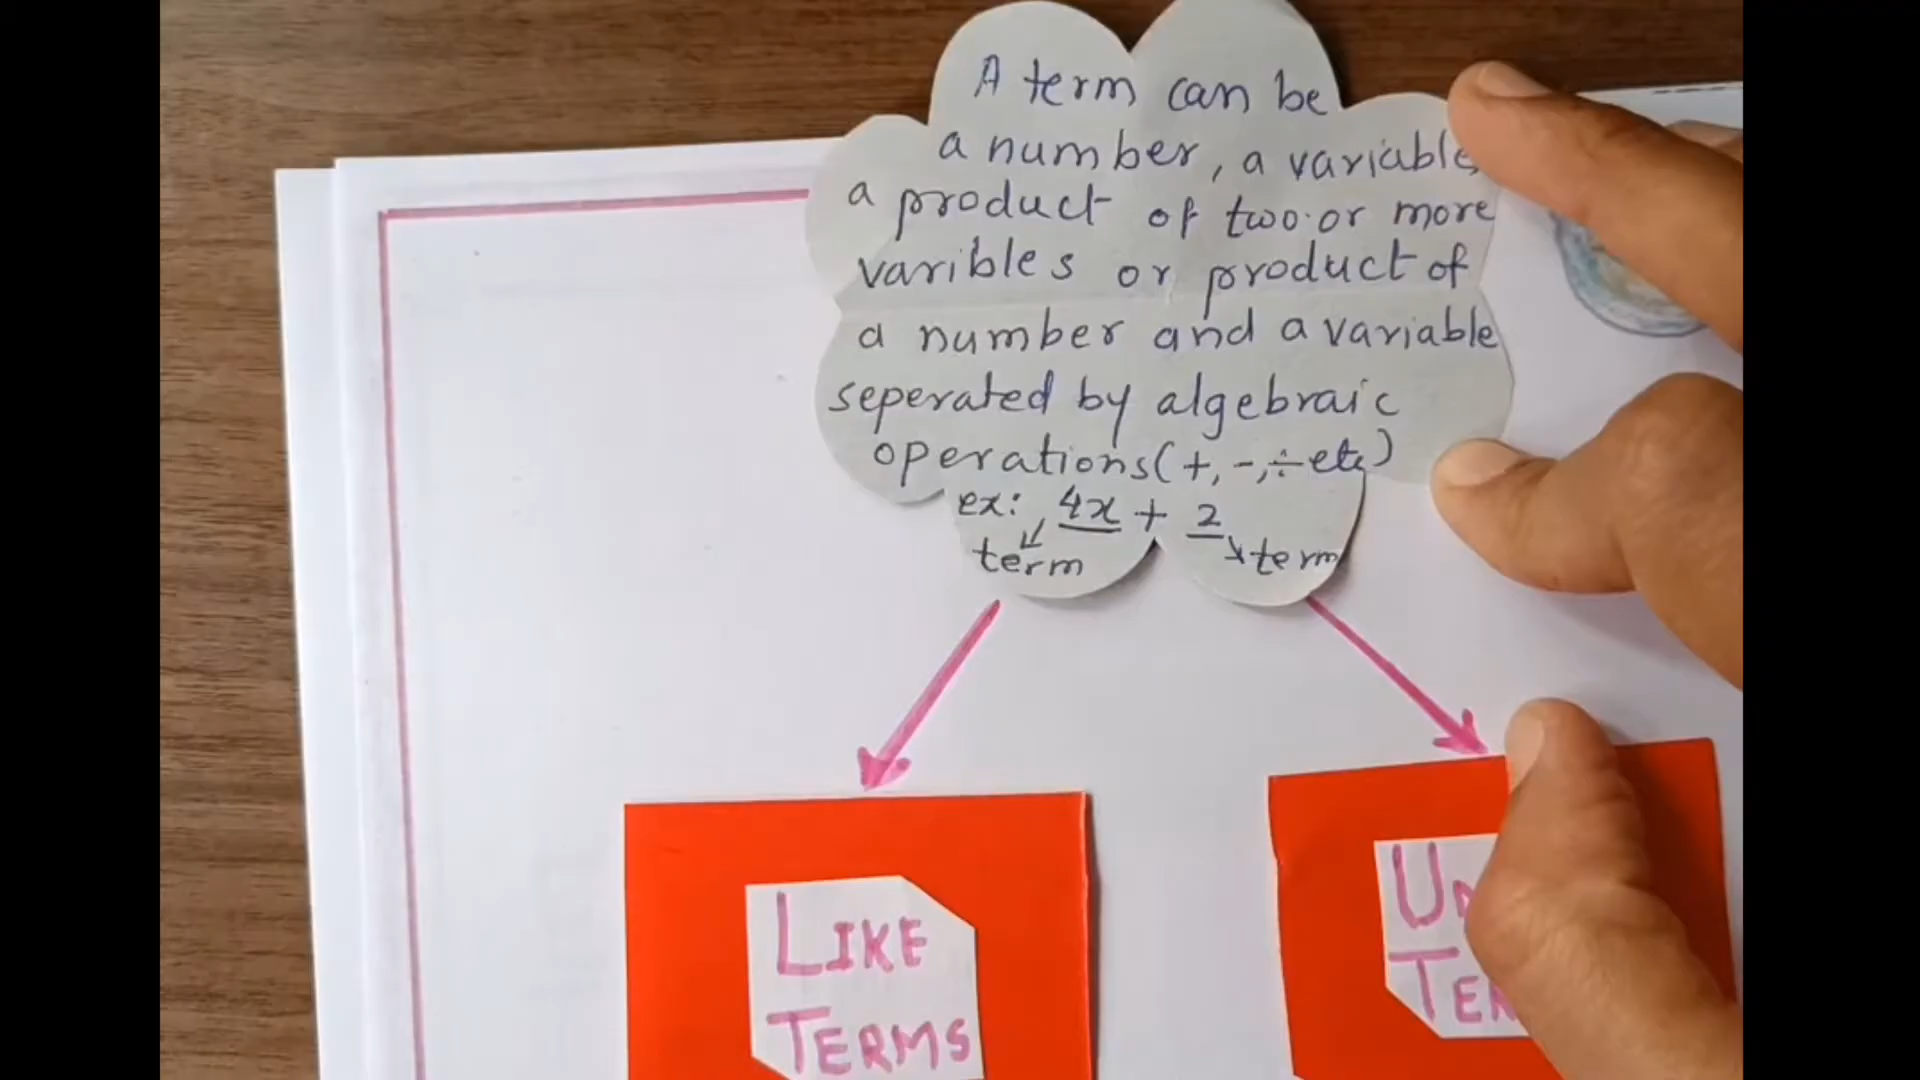 A term can be
a number, a variable
a product of two or more
varibles or product of
a number and a variable
seperated by algebraic
operations (+, -, ÷ etc)
ex: 4x + 2
term term
LIKE
TERMS